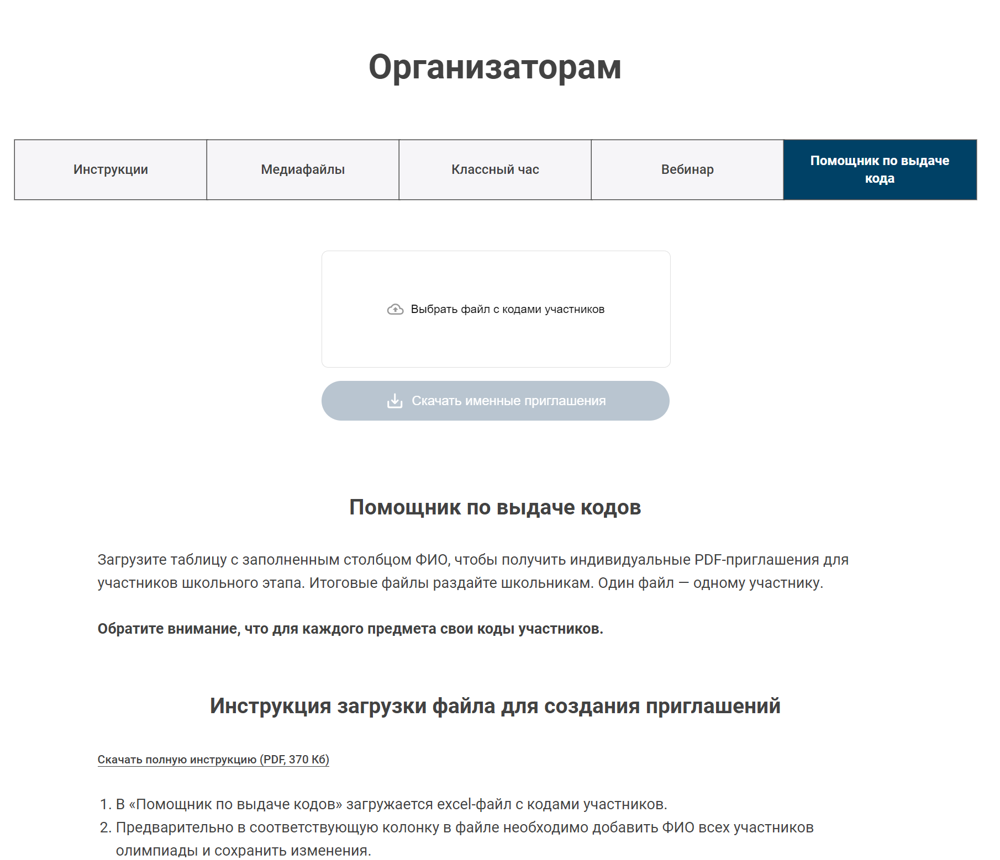 Организаторам
Инструкции
Медиафайлы
Классный час
Вебинар
Помощник по выдаче
кода
Выбрать файл с кодами участников
Скачать именные приглашения
Помощник по выдаче кодов
Загрузите таблицу с заполненным столбцом ФИО, чтобы получить индивидуальные PDF-приглашения для
участников школьного этапа. Итоговые файлы раздайте школьникам. Один файл — одному участнику.
Обратите внимание, что для каждого предмета свои коды участников.
Инструкция загрузки файла для создания приглашений
Скачать полную инструкцию (PDF, 370 Кб)
1. В «Помощник по выдаче кодов» загружается excel-файл с кодами участников.
2. Предварительно в соответствующую колонку в файле необходимо добавить ФИО всех участников
олимпиады и сохранить изменения.